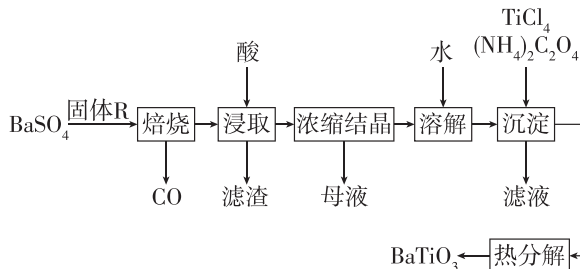 TiCl₄
酸 水 (NH₄)₂C₂O₄
BaSO₄ 固体R 焙烧 浸取 浓缩结晶 溶解 沉淀
CO 滤渣 母液 滤液
BaTiO₃ 热分解